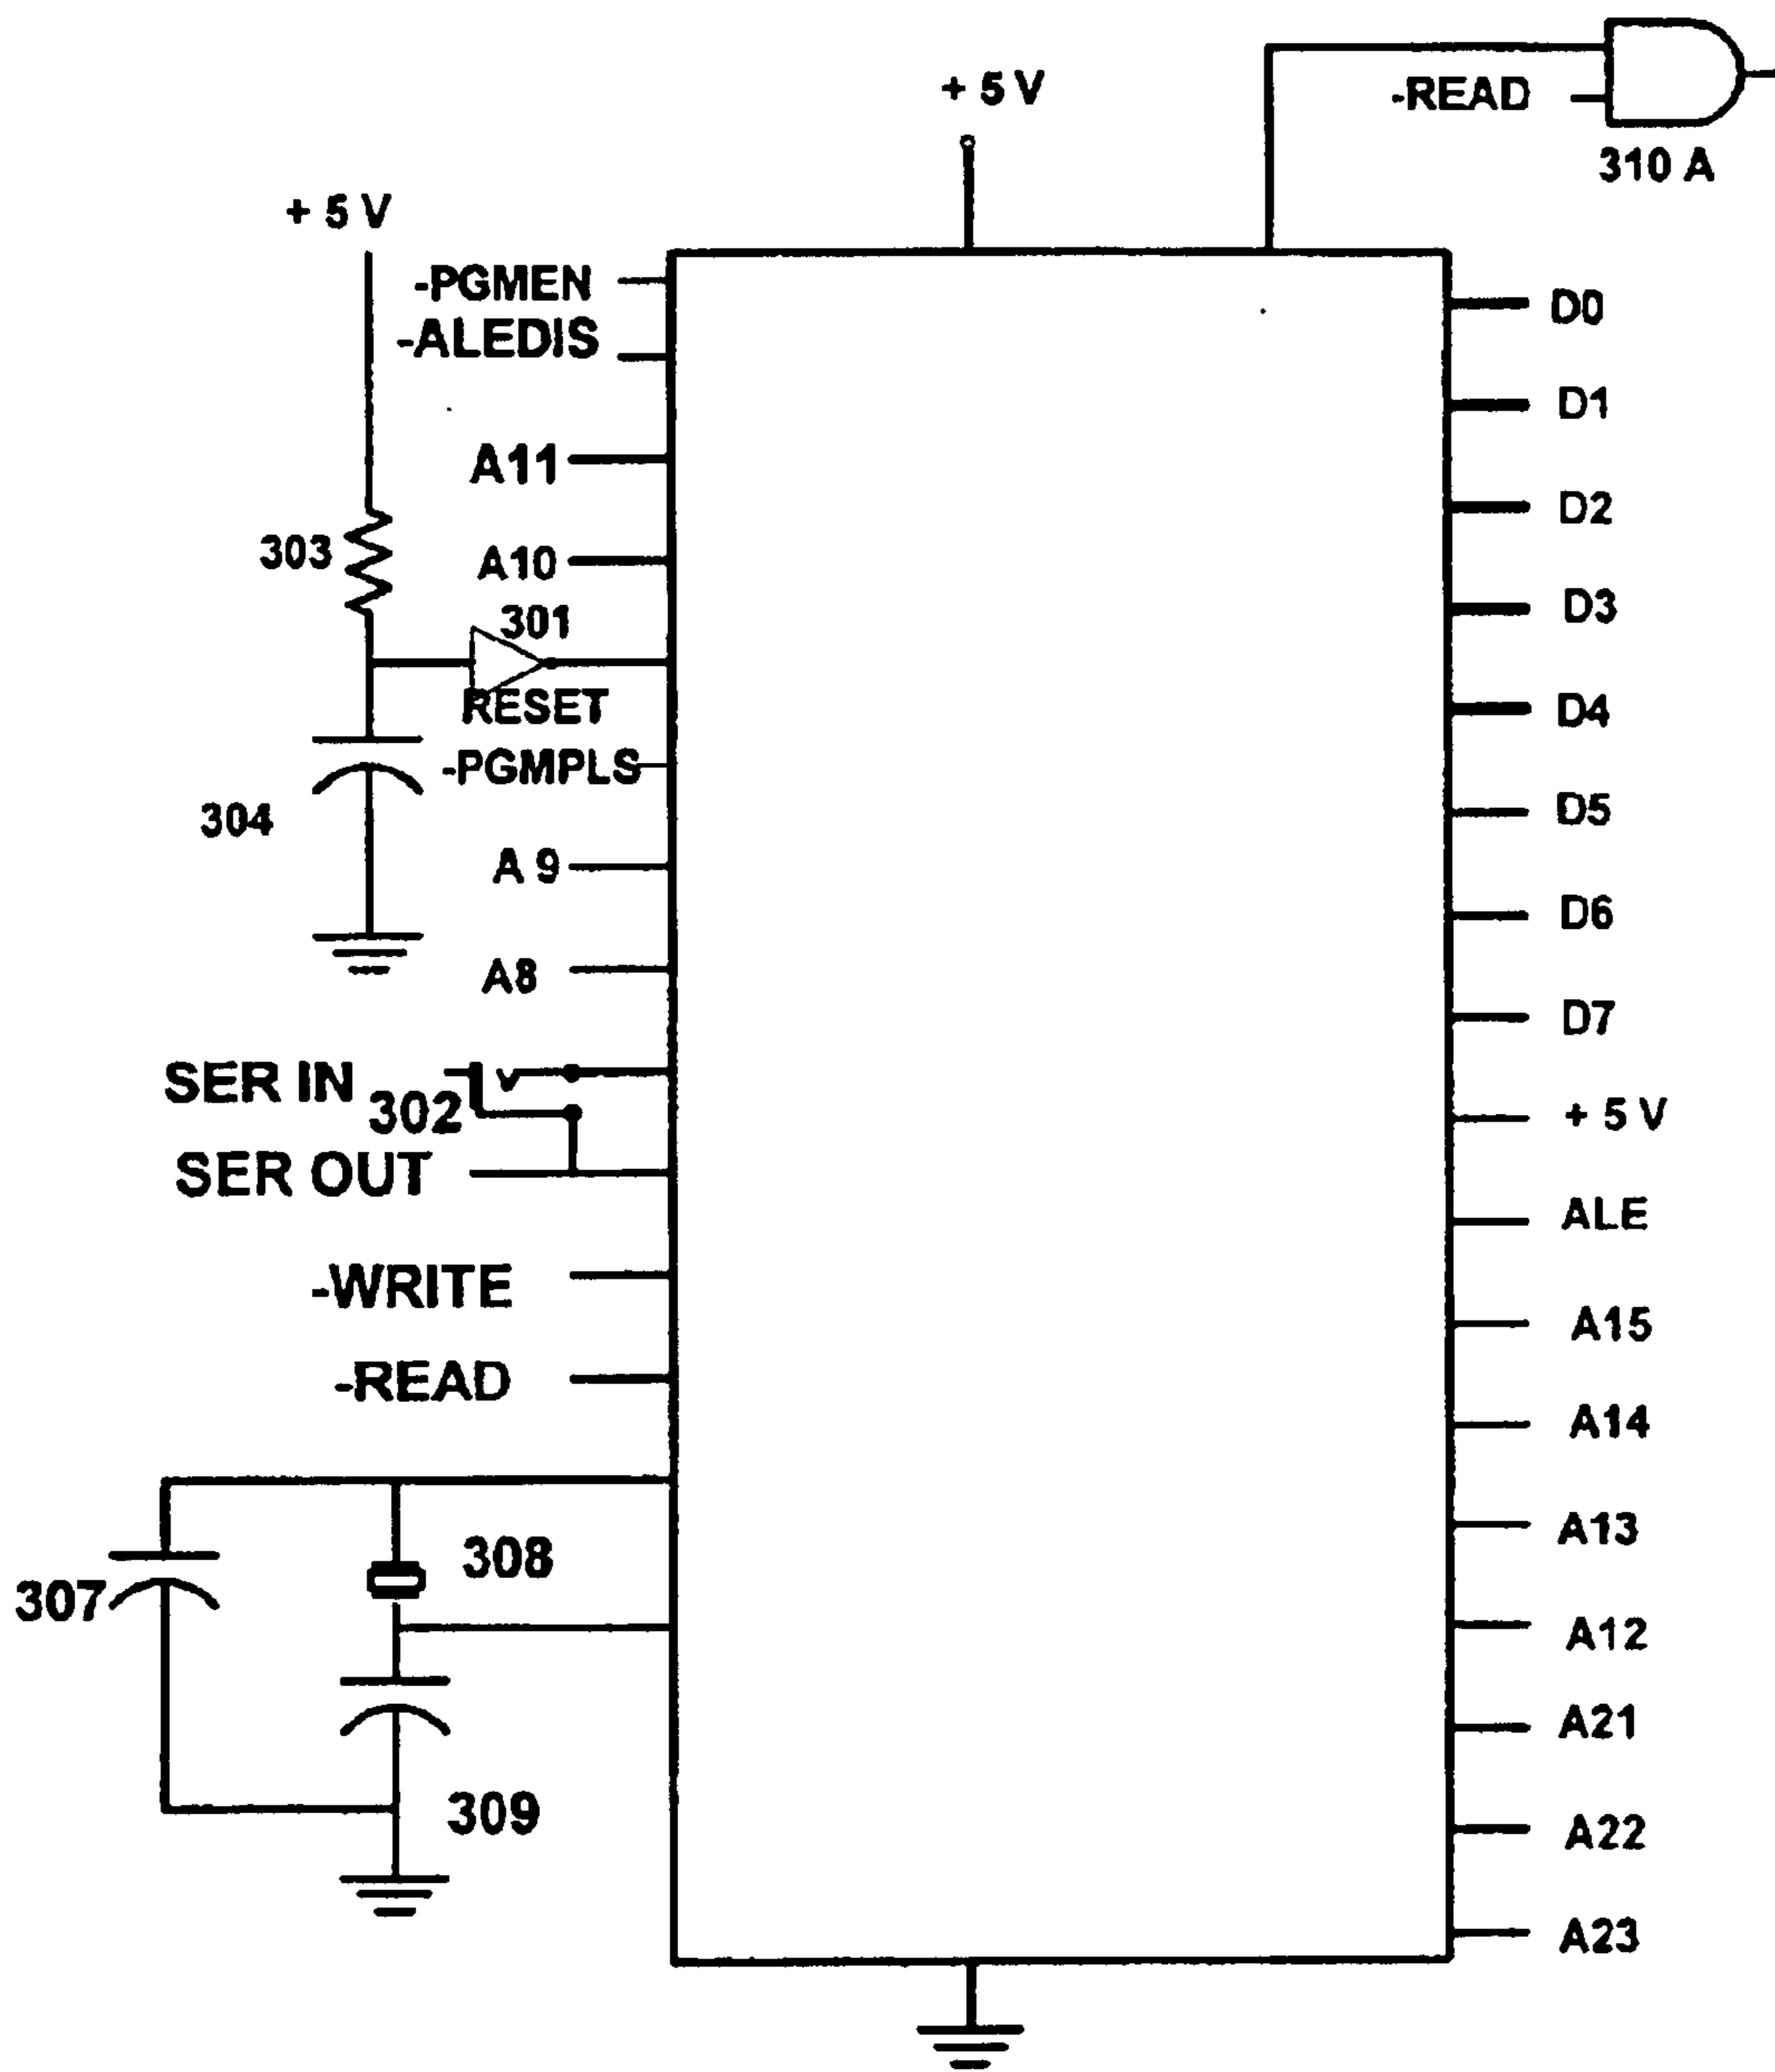 + 5 V
-READ
310 A
+ 5 V
-PGMEN
-ALEDIS
A11
303
A10
301
RESET
-PGMPLS
304
A 9
A8
SER IN
302
SER OUT
-WRITE
-READ
308
307
309
D0
D1
D2
D3
D4
D5
D6
D7
+ 5 V
ALE
A15
A14
A13
A12
A21
A22
A23